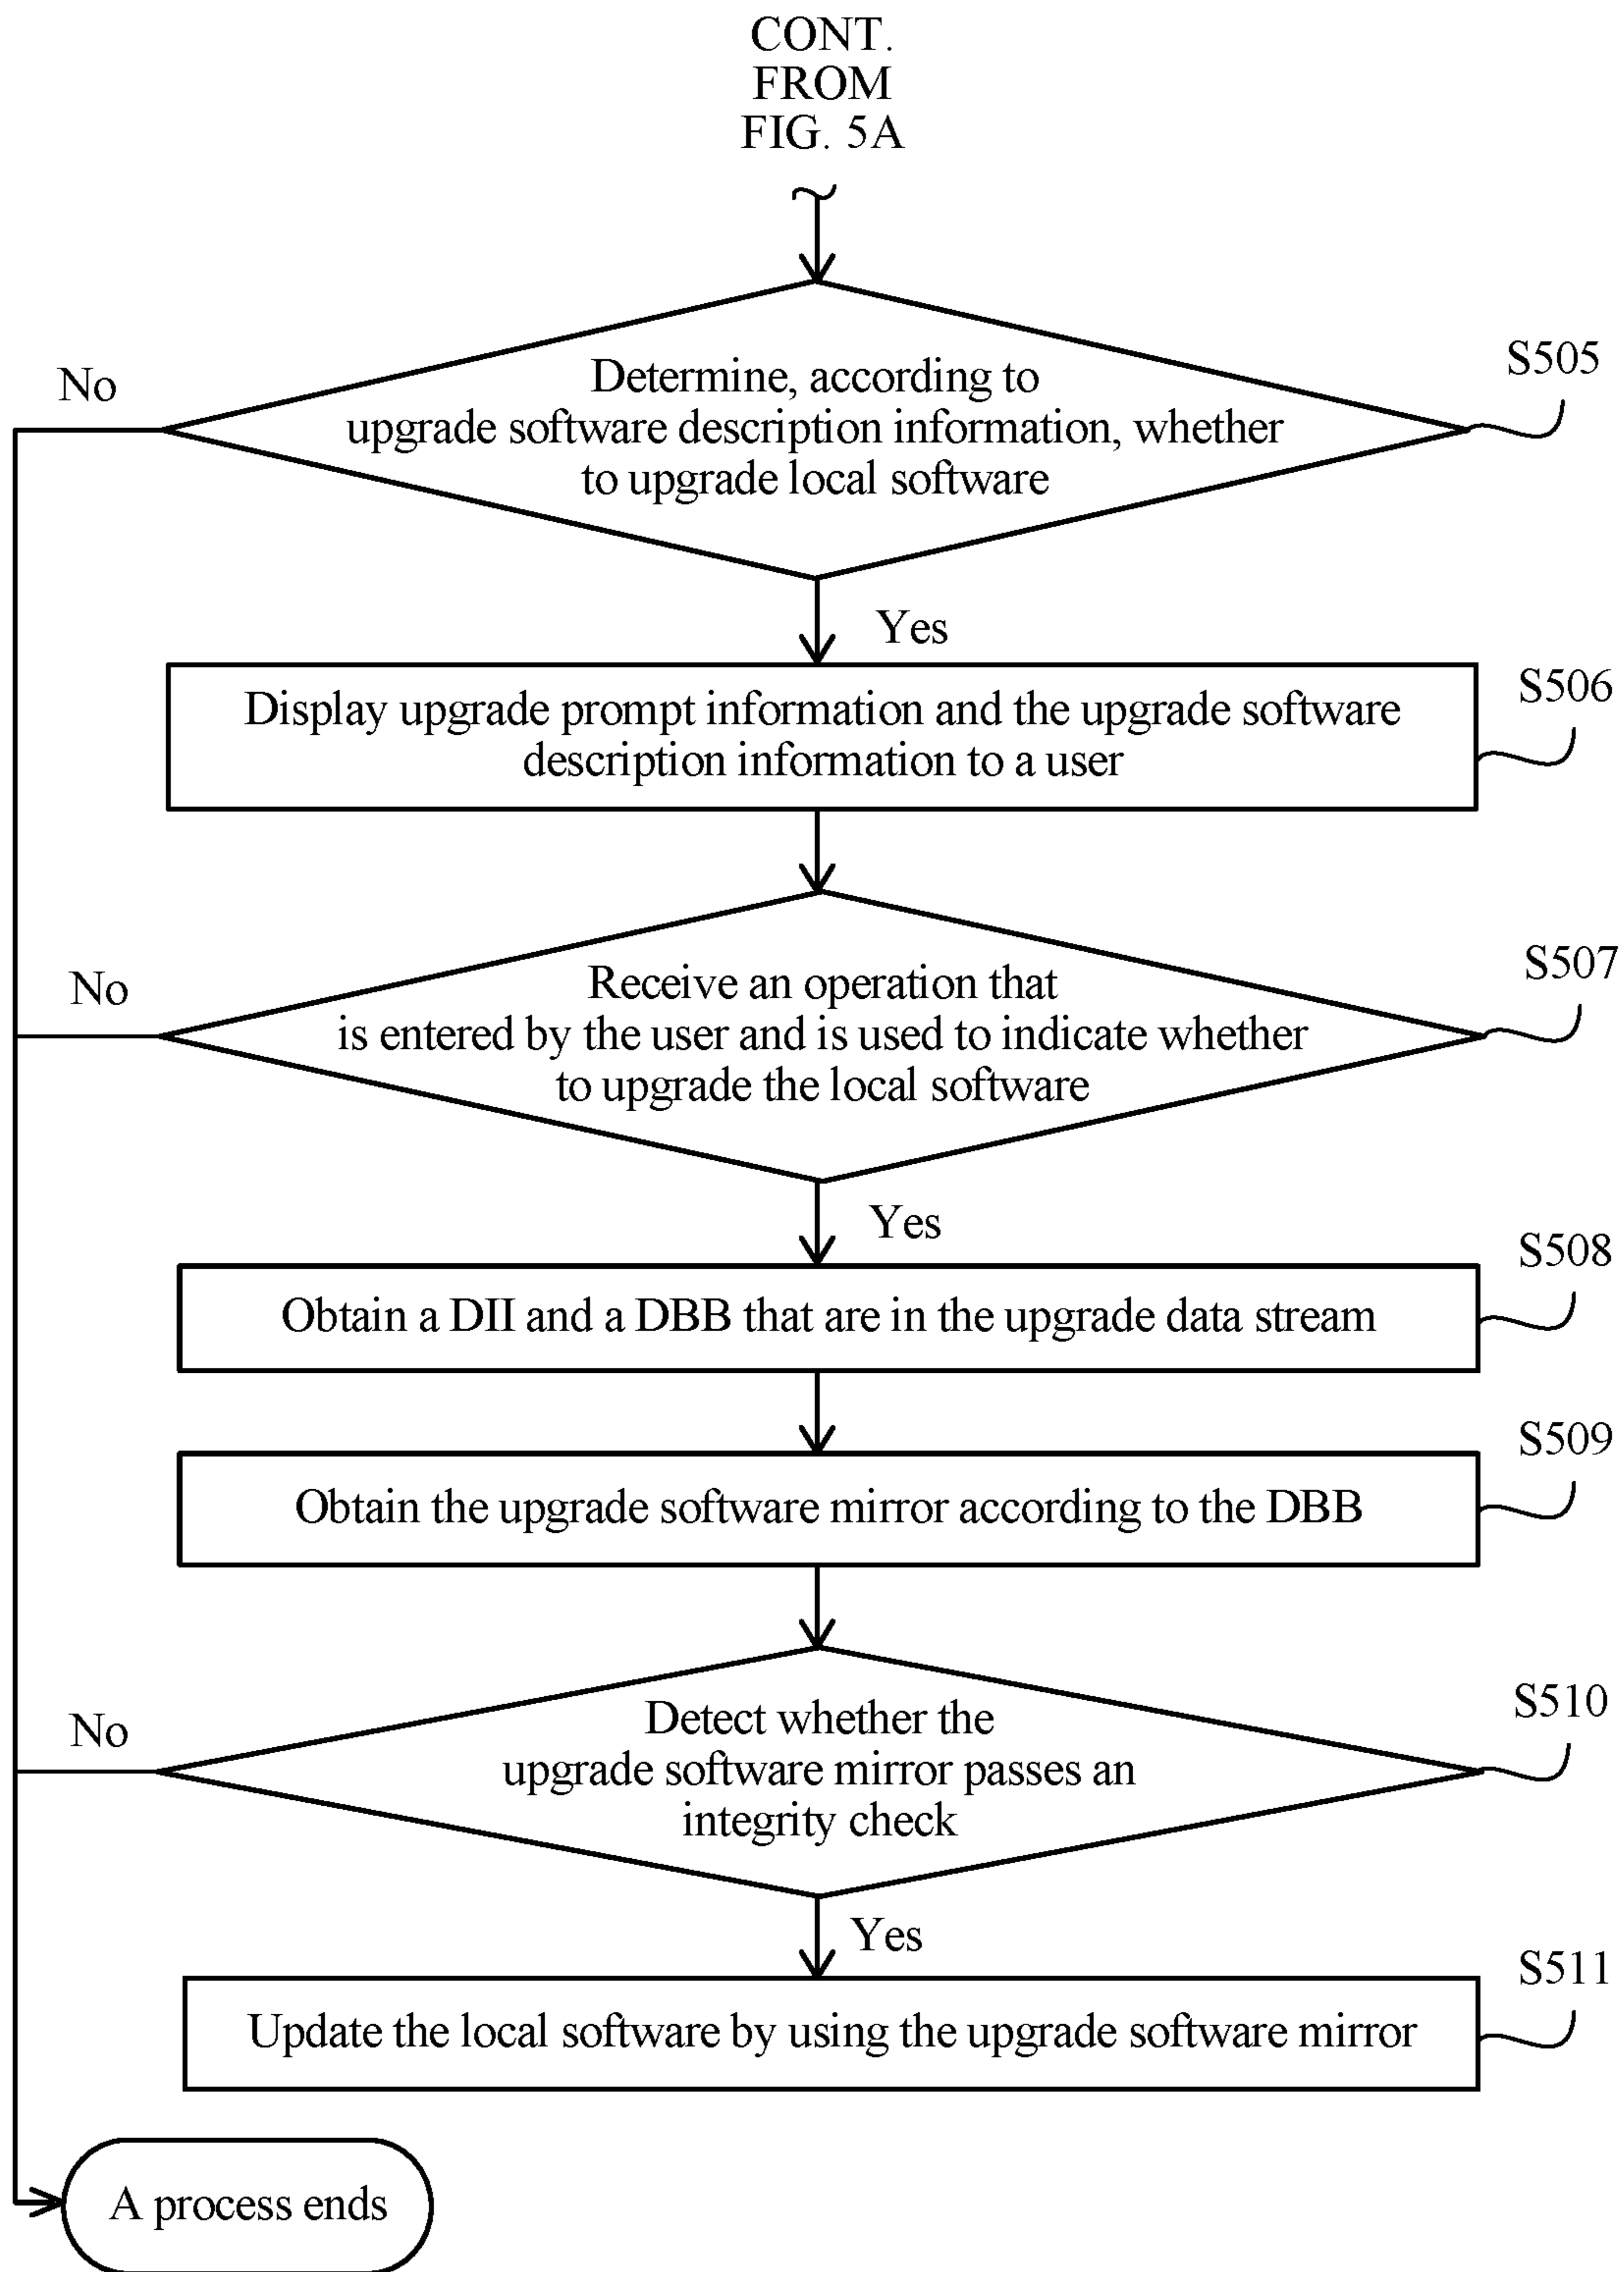 CONT.
FROM
FIG. 5A
No
S505
Determine, according to
upgrade software description information, whether
to upgrade local software
Yes
S506
Display upgrade prompt information and the upgrade software
description information to a user
No
S507
Receive an operation that
is entered by the user and is used to indicate whether
to upgrade the local software
Yes
S508
Obtain a DII and a DBB that are in the upgrade data stream
S509
Obtain the upgrade software mirror according to the DBB
No
S510
Detect whether the
upgrade software mirror passes an
integrity check
Yes
S511
Update the local software by using the upgrade software mirror
A process ends